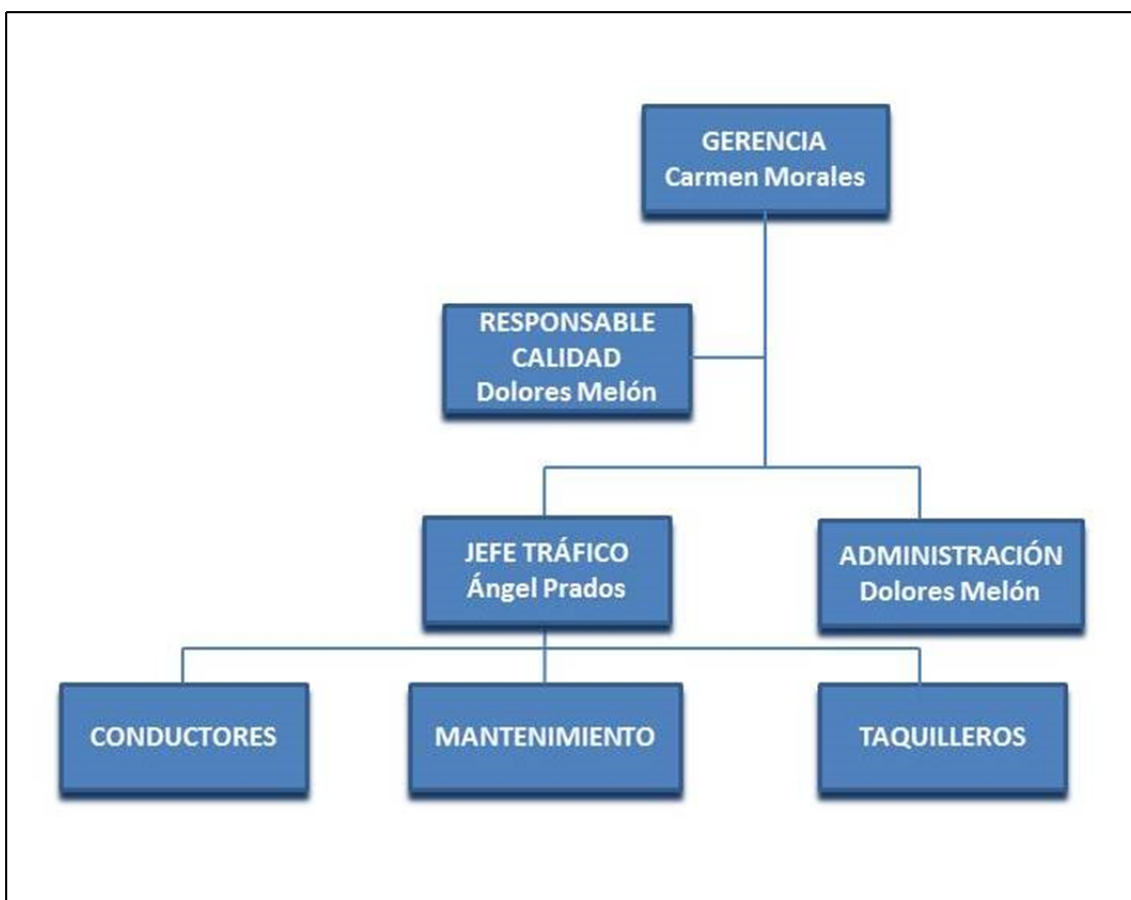 GERENCIA
Carmen Morales
RESPONSABLE
CALIDAD
Dolores Melón
JEFE TRÁFICO
Ángel Prados
ADMINISTRACIÓN
Dolores Melón
CONDUCTORES
MANTENIMIENTO
TAQUILLEROS